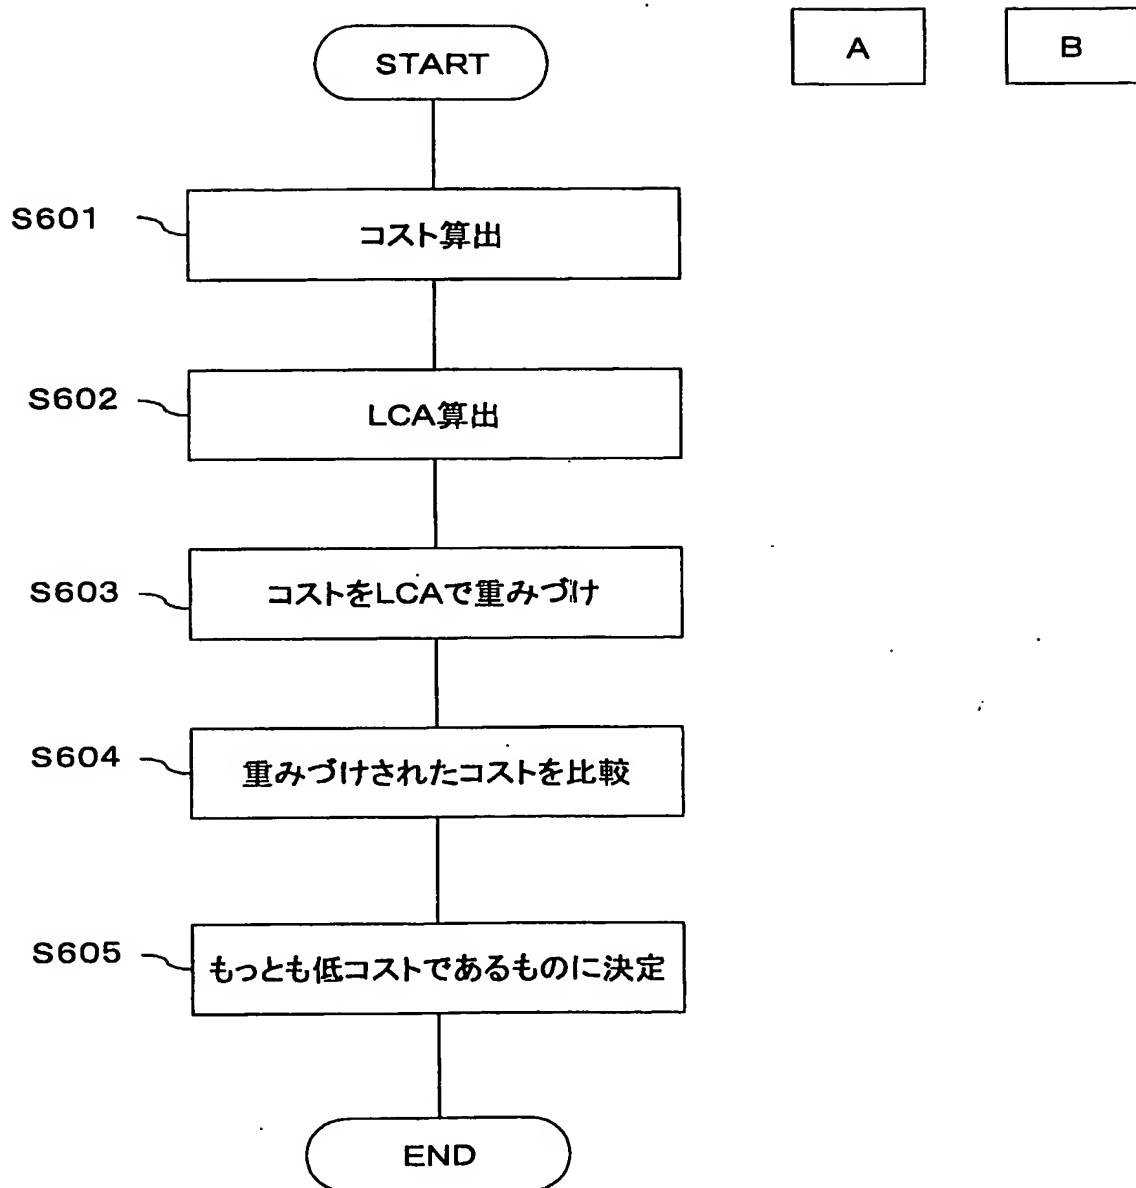 START
A
B
S601
コスト算出
S602
LCA算出
S603
コストをLCAで重みづけ
S604
重みづけされたコストを比較
S605
もっとも低コストであるものに決定
END